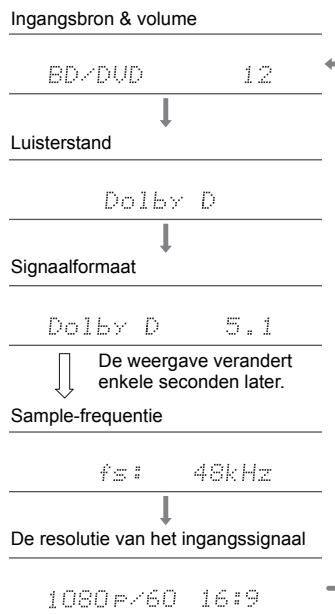 Ingangsbron & volume
BD/DVD 12
Luisterstand
Dolby D
Signaalformaat
Dolby D 5.1
De weergave verandert
enkele seconden later.
Sample-frequentie
fs: 48kHz
De resolutie van het ingangssignaal
1080p/60 16:9